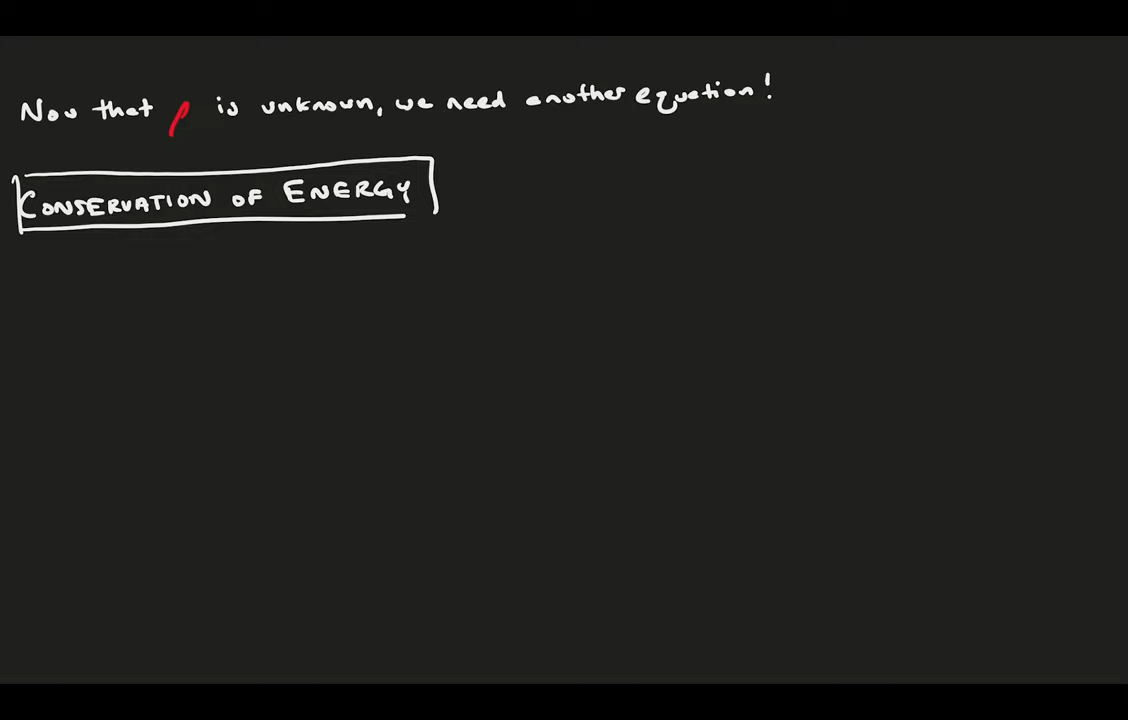 Now that ρ is unknown, we need another equation!
CONSERVATION OF ENERGY